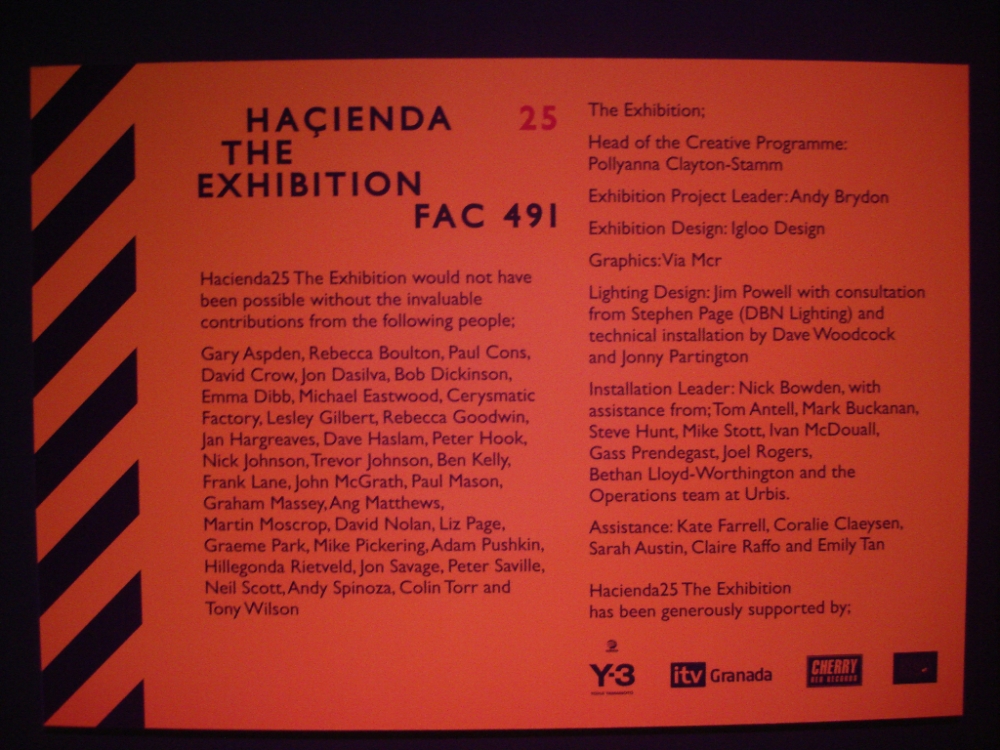 HAÇIENDA 25
THE
EXHIBITION
FAC 491
Hacienda25 The Exhibition would not have
been possible without the invaluable
contributions from the following people;
Gary Aspden, Rebecca Boulton, Paul Cons,
David Crow, Jon Dasilva, Bob Dickinson,
Emma Dibb, Michael Eastwood, Cerysmatic
Factory, Lesley Gilbert, Rebecca Goodwin,
Jan Hargreaves, Dave Haslam, Peter Hook,
Nick Johnson, Trevor Johnson, Ben Kelly,
Frank Lane, John McGrath, Paul Mason,
Graham Massey, Ang Matthews,
Martin Moscrop, David Nolan, Liz Page,
Graeme Park, Mike Pickering, Adam Pushkin,
Hillegonda Rietveld, Jon Savage, Peter Saville,
Neil Scott, Andy Spinoza, Colin Torr and
Tony Wilson
The Exhibition;
Head of the Creative Programme:
Pollyanna Clayton-Stamm
Exhibition Project Leader: Andy Brydon
Exhibition Design: Igloo Design
Graphics: Via Mcr
Lighting Design: Jim Powell with consultation
from Stephen Page (DBN Lighting) and
technical installation by Dave Woodcock
and Jonny Partington
Installation Leader: Nick Bowden, with
assistance from; Tom Antell, Mark Buckanan,
Steve Hunt, Mike Stott, Ivan McDouall,
Gass Prendegast, Joel Rogers,
Bethan Lloyd-Worthington and the
Operations team at Urbis.
Assistance: Kate Farrell, Coralie Claeysen,
Sarah Austin, Claire Raffo and Emily Tan
Hacienda25 The Exhibition
has been generously supported by;
Y-3
itv Granada
CHERRY
RED RECORDS